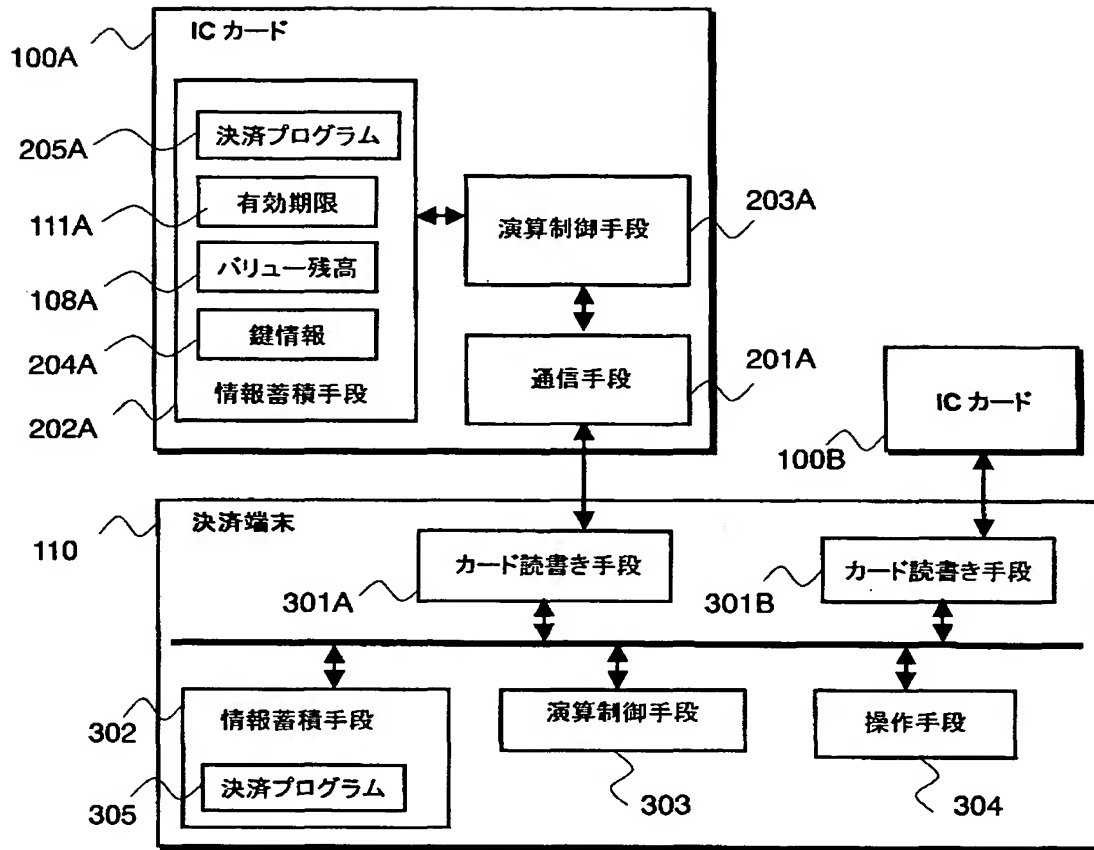 IC カード
100A
決済プログラム
205A
有効期限
111A
バリュー残高
108A
鍵情報
204A
情報蓄積手段
202A
演算制御手段
203A
通信手段
201A
IC カード
100B
決済端末
110
カード読書き手段
301A
カード読書き手段
301B
情報蓄積手段
302
決済プログラム
305
演算制御手段
303
操作手段
304